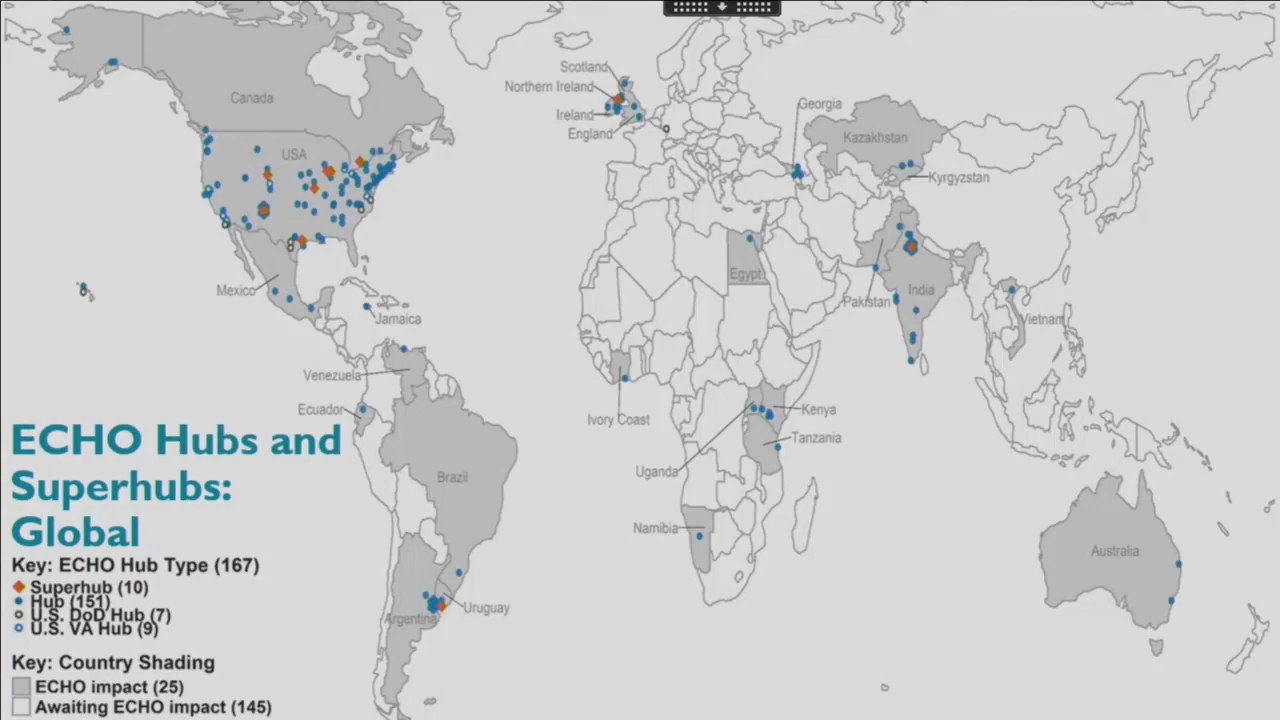 Canada
USA
Mexico
Jamaica
Venezuela
Ecuador
Brazil
Uruguay
Argentina
Scotland
Northern Ireland
Ireland
England
Georgia
Kazakhstan
Kyrgyzstan
Egypt
Pakistan
India
Vietnam
Ivory Coast
Kenya
Tanzania
Uganda
Namibia
Australia
ECHO Hubs and
Superhubs:
Global
Key: ECHO Hub Type (167)
Superhub (10)
Hub (151)
U.S. DoD Hub (7)
U.S. VA Hub (9)
Key: Country Shading
ECHO impact (25)
Awaiting ECHO impact (145)